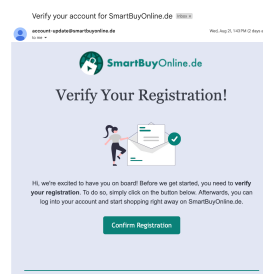 Verify your account for SmartBuyOnline.de
account-update@smartbuyonline.de
to me
SmartBuyOnline.de
Verify Your Registration!
Hi, we're excited to have you on board! Before we get started, you need to verify
your registration. To do so, simply click on the button below. Afterwards, you can
log into your account and start shopping right away on SmartBuyOnline.de.
Confirm Registration